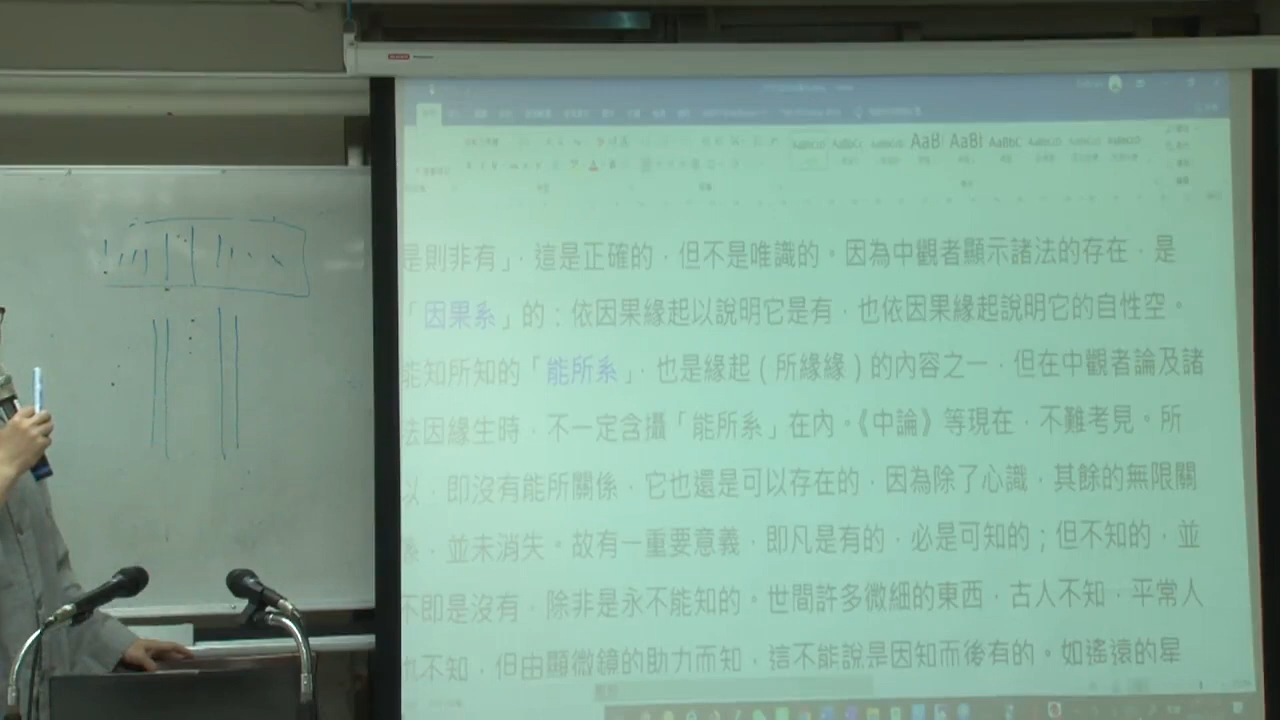 AaBl AaBl AaBbC
是則非有」，這是正確的，但不是唯識的。因為中觀者顯示諸法的存在，是
「因果系」的：依因果緣起以說明它是有，也依因果緣起說明它的自性空。
能知所知的「能所系」，也是緣起（所緣緣）的內容之一，但在中觀者論及諸
法因緣生時，不一定含攝「能所系」在內。《中論》等現在，不難考見。所
以，即沒有能所關係，它也還是可以存在的，因為除了心識，其餘的無限關
係，並未消失。故有一重要意義，即凡是有的，必是可知的；但不知的，並
不即是沒有，除非是永不能知的。世間許多微細的東西，古人不知，平常人
也不知，但由顯微鏡的助力而知，這不能說是因知而後有的。如遙遠的星